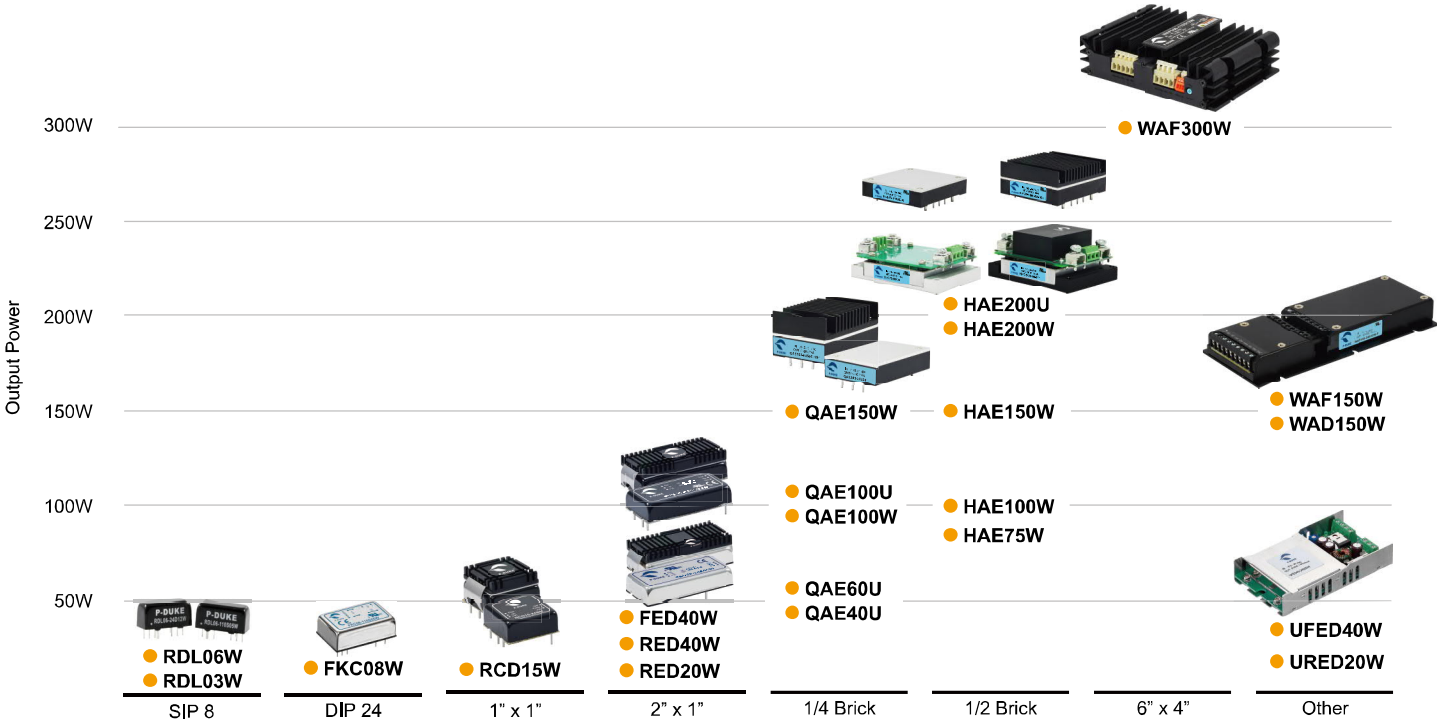 300W
WAF300W
250W
Output Power
200W
HAE200U
HAE200W
150W
QAE150W
HAE150W
WAF150W
WAD150W
100W
QAE100U
QAE100W
HAE100W
HAE75W
50W
P-DUKE
RDL06-24D12W
P-DUKE
QAE60U
QAE40U
FED40W
RED40W
RED20W
UFED40W
URED20W
RDL06W
RDL03W
FKC08W
RCD15W
SIP 8
DIP 24
1” x 1”
2” x 1”
1/4 Brick
1/2 Brick
6” x 4”
Other